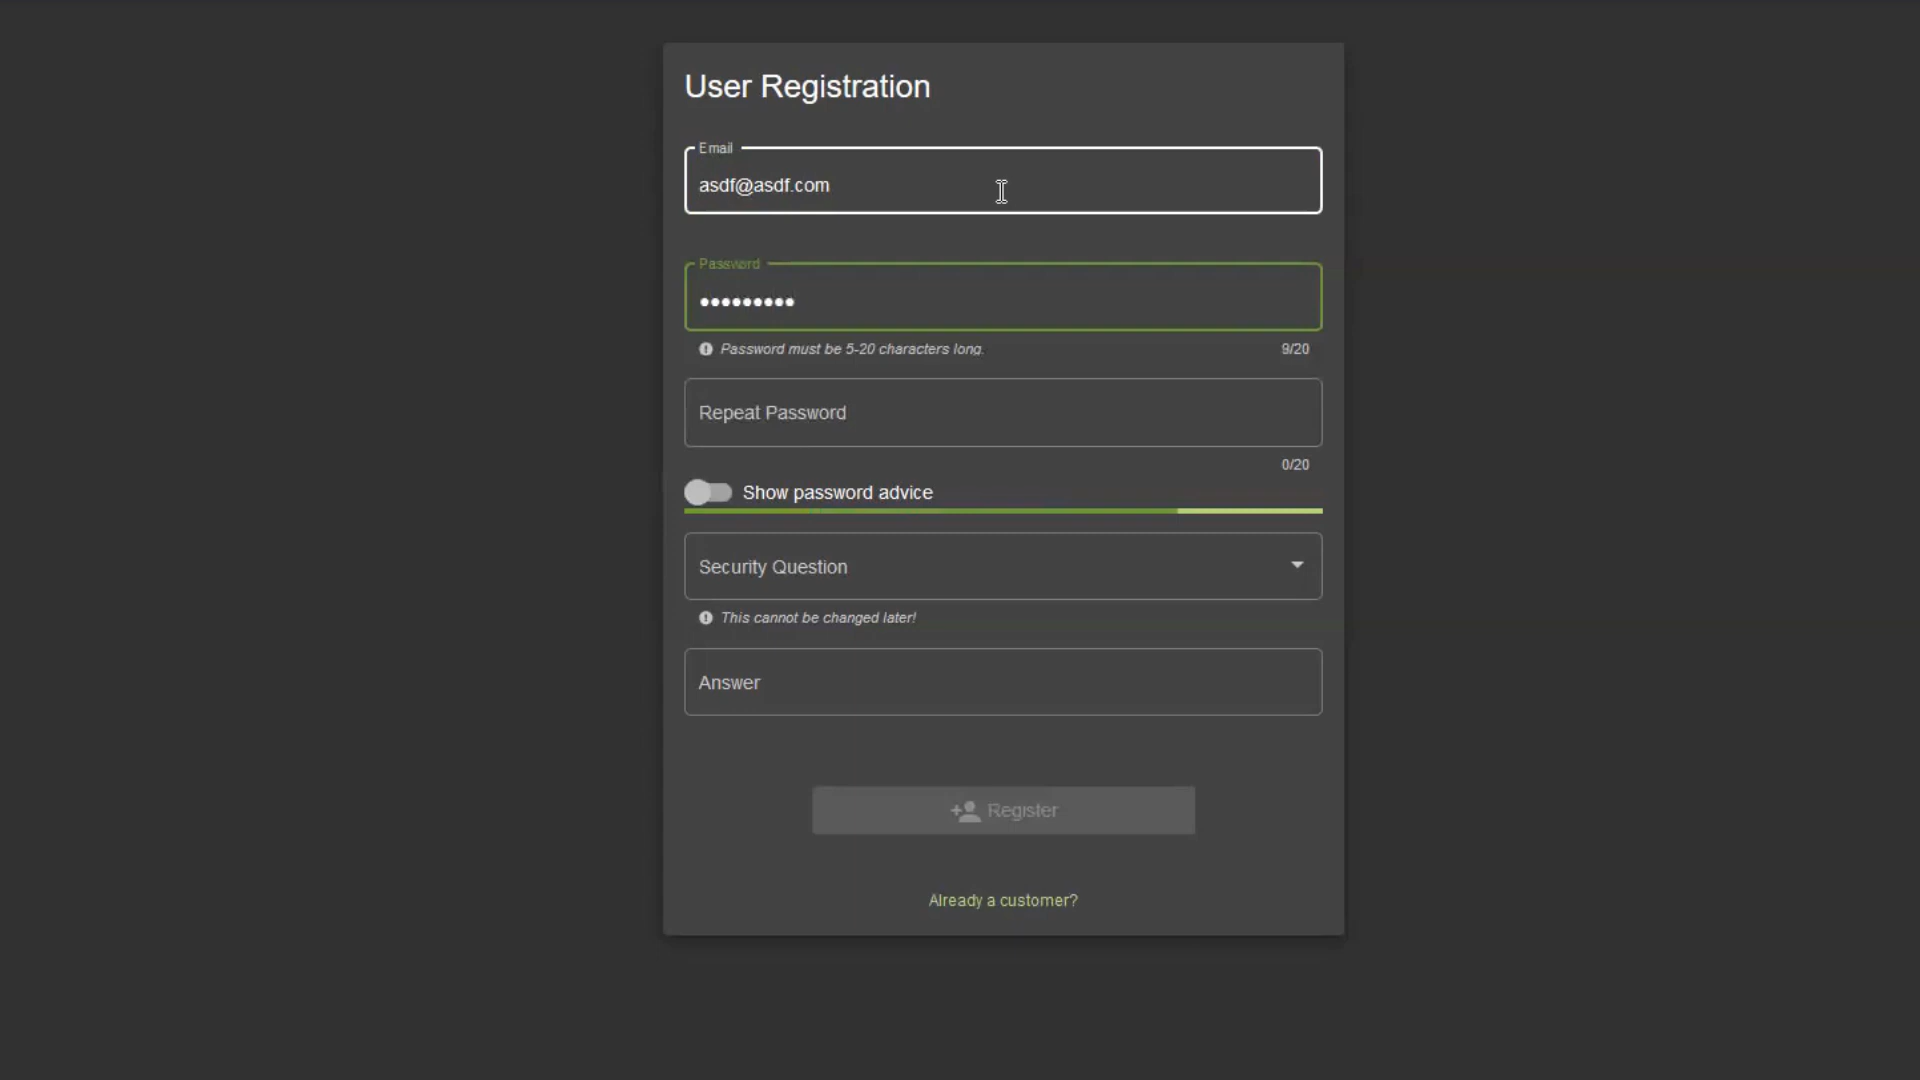 User Registration
Email
asdf@asdf.com
Password
•••••••••
Password must be 5-20 characters long.
9/20
Repeat Password
0/20
Show password advice
Security Question
This cannot be changed later!
Answer
Register
Already a customer?